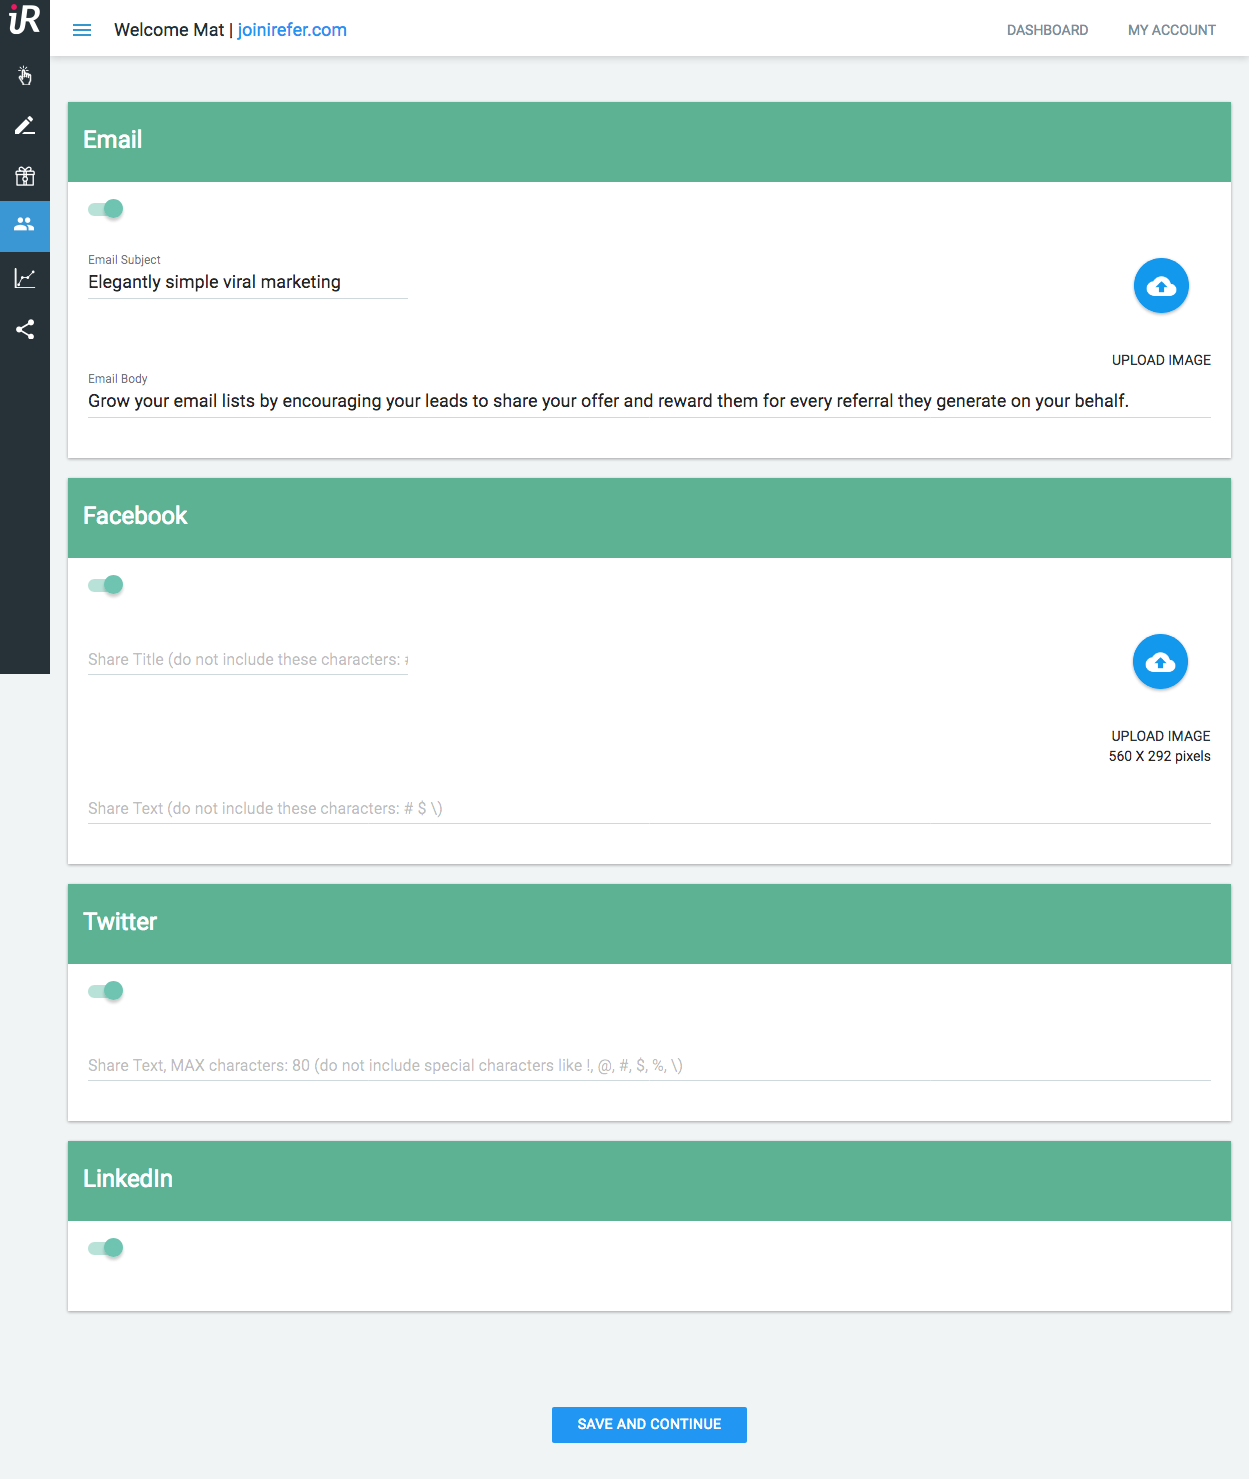 iR
Welcome Mat | joinirefer.com
DASHBOARD
MY ACCOUNT
Email
Email Subject
Elegantly simple viral marketing
UPLOAD IMAGE
Email Body
Grow your email lists by encouraging your leads to share your offer and reward them for every referral they generate on your behalf.
Facebook
Share Title (do not include these characters:
UPLOAD IMAGE
560 X 292 pixels
Share Text (do not include these characters: # $ \)
Twitter
Share Text, MAX characters: 80 (do not include special characters like !, @, #, $, %, \)
LinkedIn
SAVE AND CONTINUE